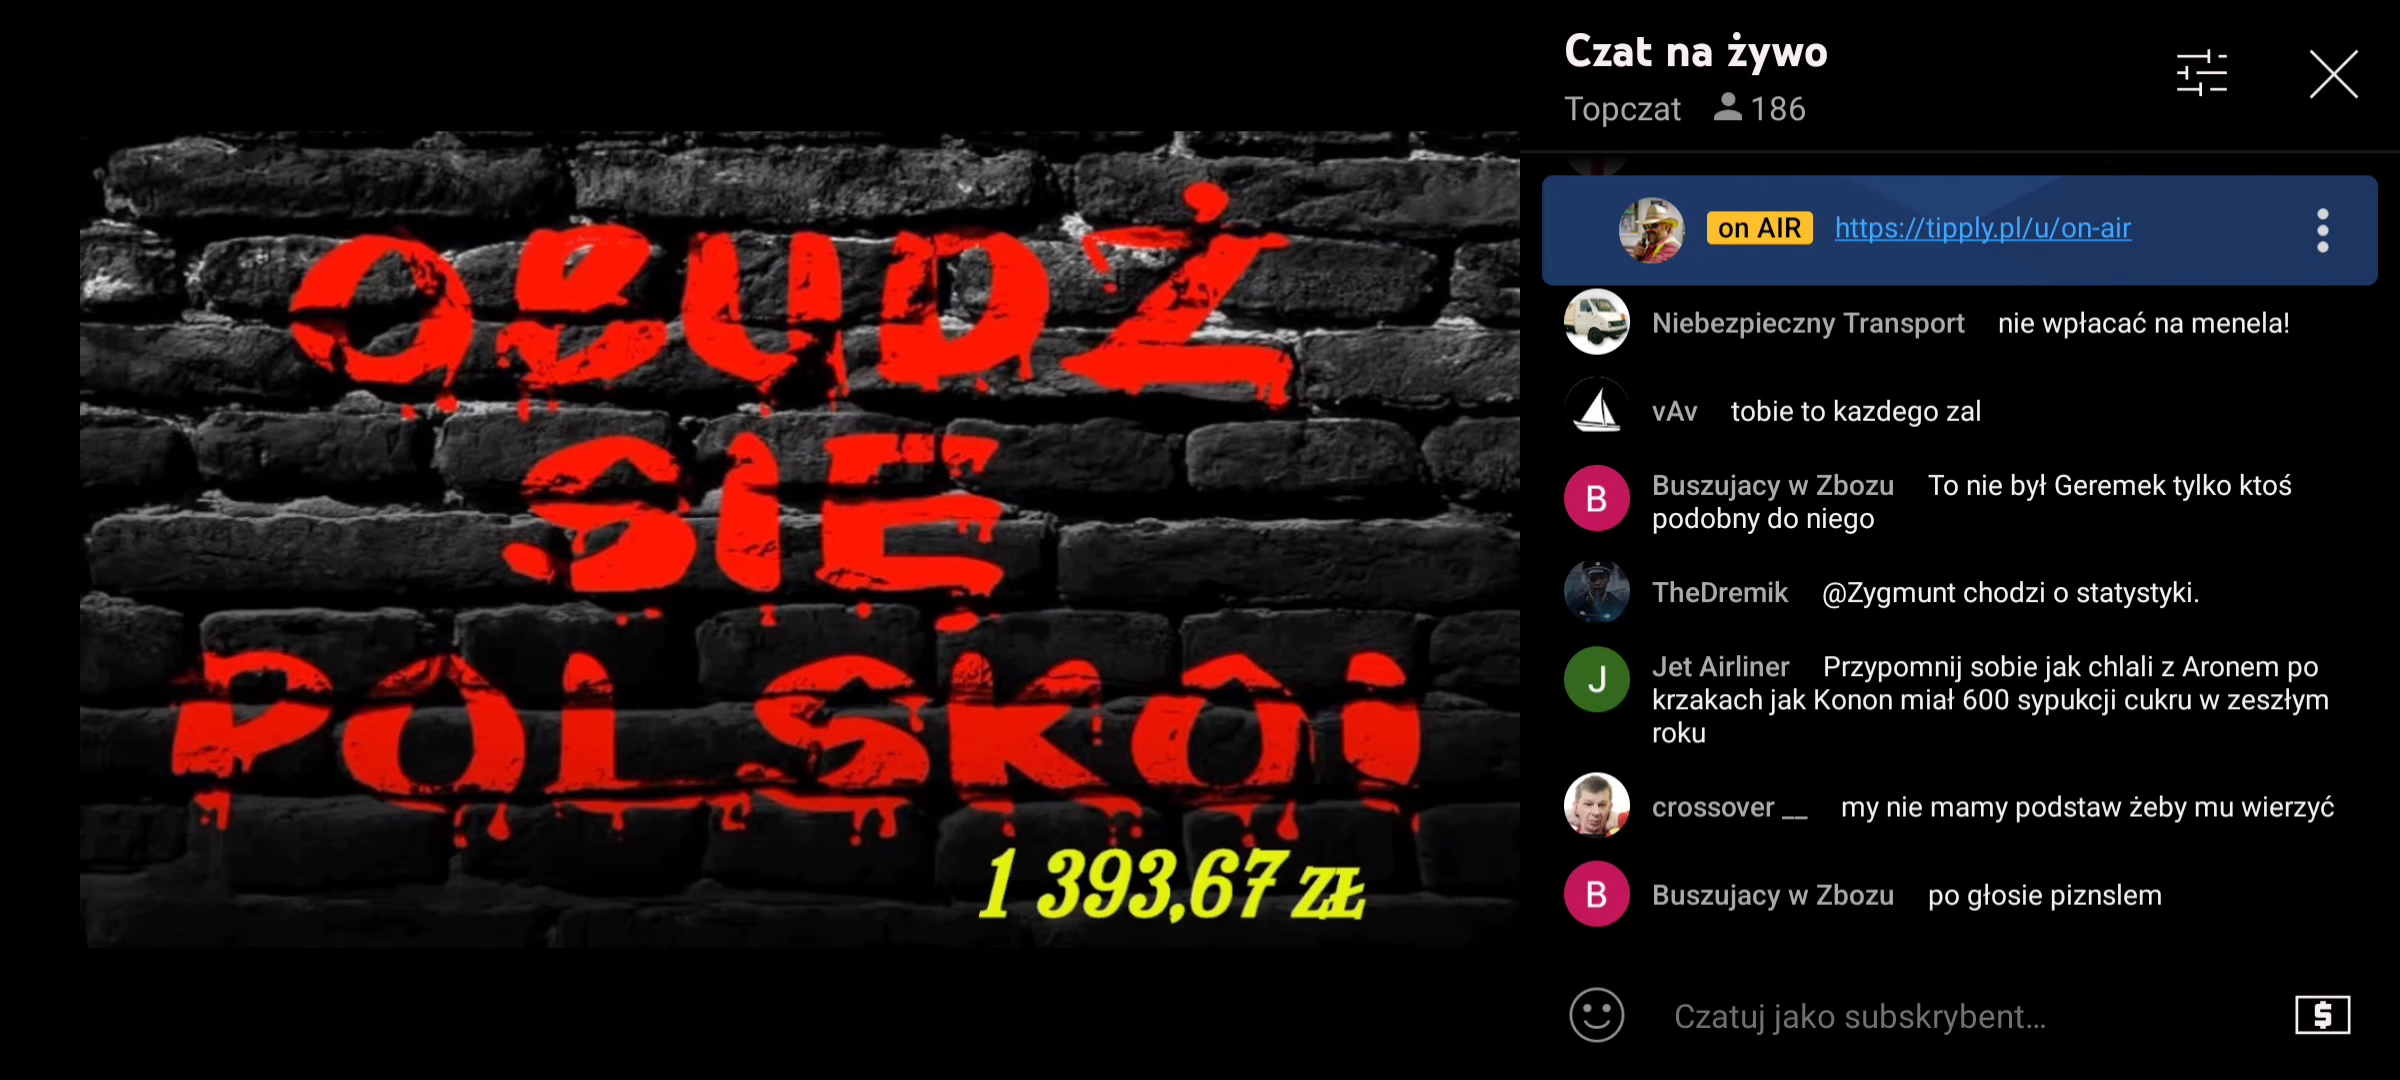 OBUDŹ
SIE
POLSKO!
1 393,67 ZŁ
Czat na żywo
Topczat 186
on AIR https://tipply.pl/u/on-air
Niebezpieczny Transport nie wpłacać na menela!
vAv tobie to kazdego zal
B Buszujacy w Zbozu To nie był Geremek tylko ktoś
podobny do niego
TheDremik @Zygmunt chodzi o statystyki.
J Jet Airliner Przypomnij sobie jak chlali z Aronem po
krzakach jak Konon miał 600 sypukcji cukru w zeszłym
roku
crossover __ my nie mamy podstaw żeby mu wierzyć
B Buszujacy w Zbozu po głosie piznslem
Czatuj jako subskrybent...